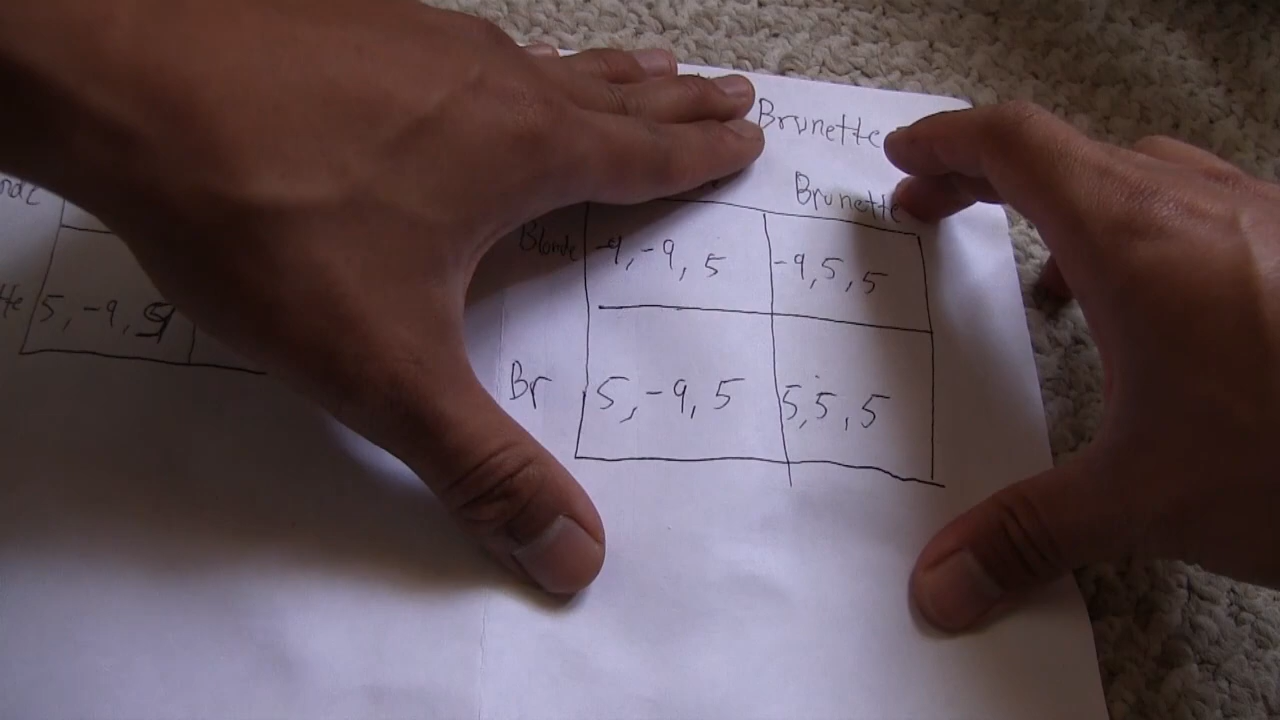 Brunette
Brunette
Blonde -9, -9, 5 -9, 5, 5
5, -9,
Br 5, -9, 5 5, 5, 5